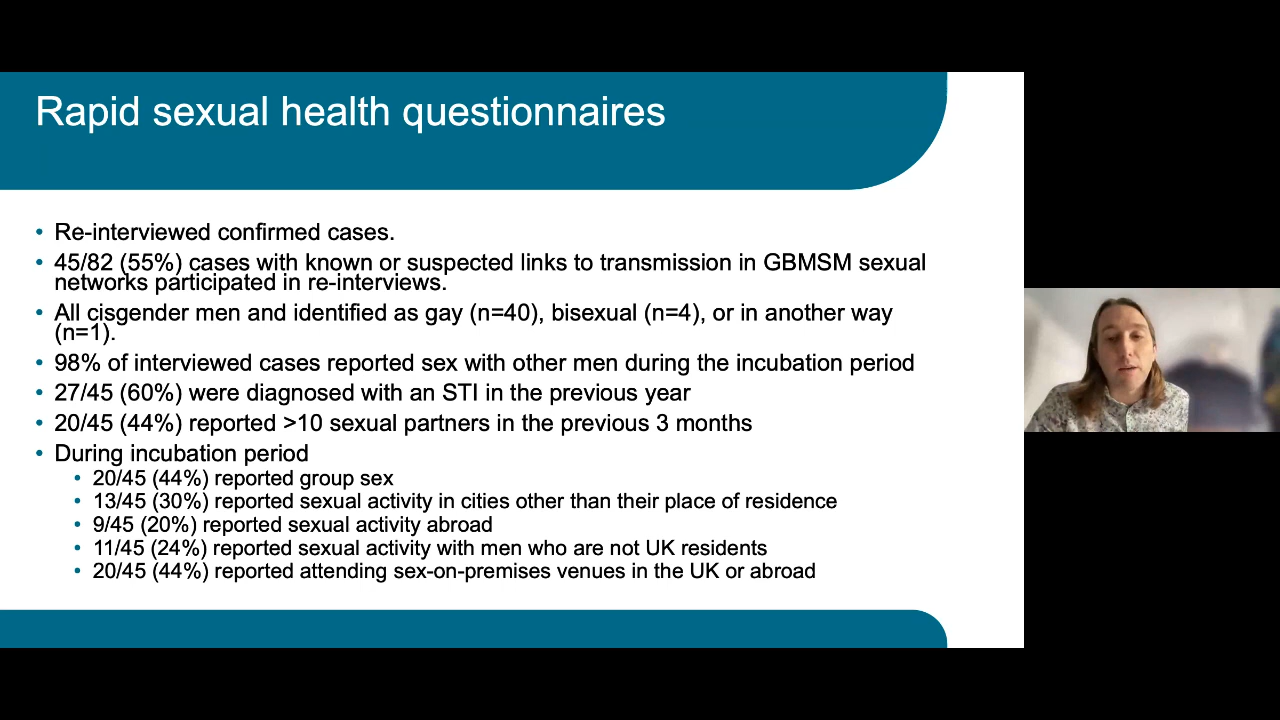 Rapid sexual health questionnaires
• Re-interviewed confirmed cases.
• 45/82 (55%) cases with known or suspected links to transmission in GBMSM sexual
networks participated in re-interviews.
• All cisgender men and identified as gay (n=40), bisexual (n=4), or in another way
(n=1).
• 98% of interviewed cases reported sex with other men during the incubation period
• 27/45 (60%) were diagnosed with an STI in the previous year
• 20/45 (44%) reported >10 sexual partners in the previous 3 months
• During incubation period
• 20/45 (44%) reported group sex
• 13/45 (30%) reported sexual activity in cities other than their place of residence
• 9/45 (20%) reported sexual activity abroad
• 11/45 (24%) reported sexual activity with men who are not UK residents
• 20/45 (44%) reported attending sex-on-premises venues in the UK or abroad